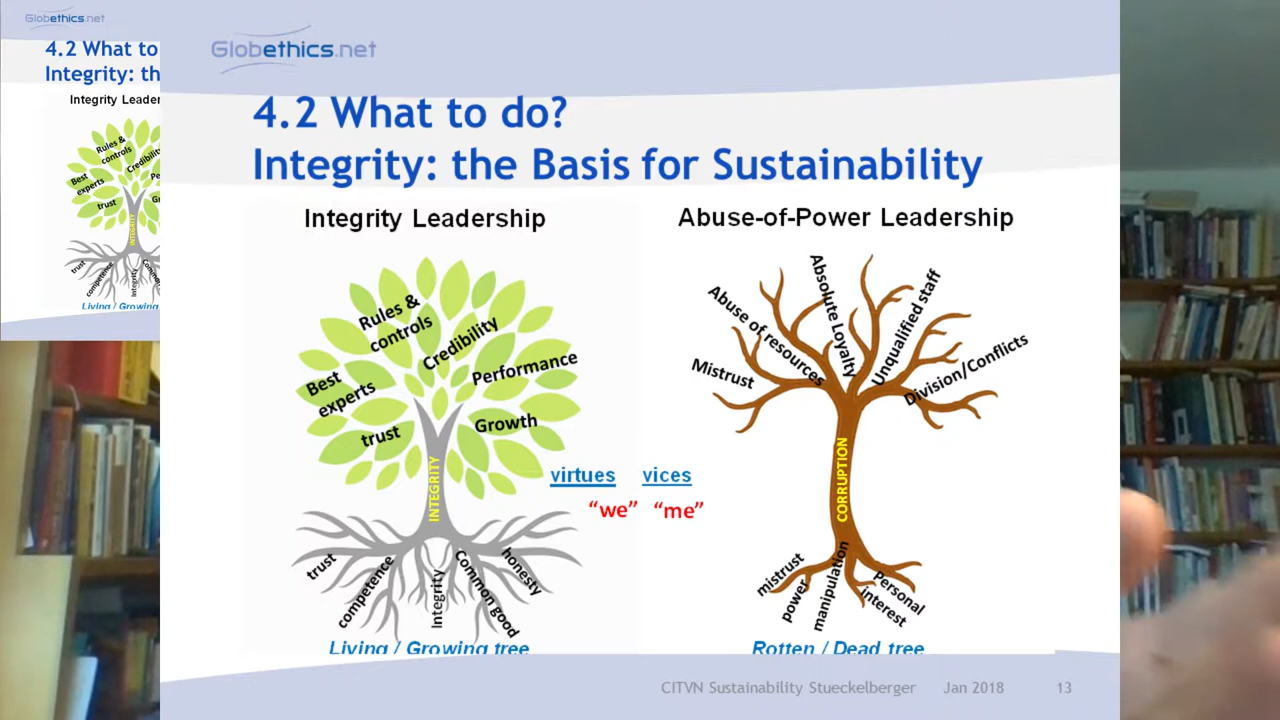 Globethics.net
4.2 What to
Integrity: th
Integrity Leader
Rules &
controls
Credibility
Best
experts
trust
INTEGRITY
trust
competence
Integrity
Living / Growing
Globethics.net
4.2 What to do?
Integrity: the Basis for Sustainability
Integrity Leadership
Rules &
controls
Credibility
Performance
Best
experts
trust
Growth
INTEGRITY
trust
competence
Integrity
Common good
honesty
Living / Growing tree
virtues vices
“we” “me”
Abuse-of-Power Leadership
Mistrust
Abuse of resources
Absolute Loyalty
Unqualified staff
Division/Conflicts
CORRUPTION
mistrust
power
manipulation
Personal
interest
Rotten / Dead tree
CITVN Sustainability Stueckelberger Jan 2018 13